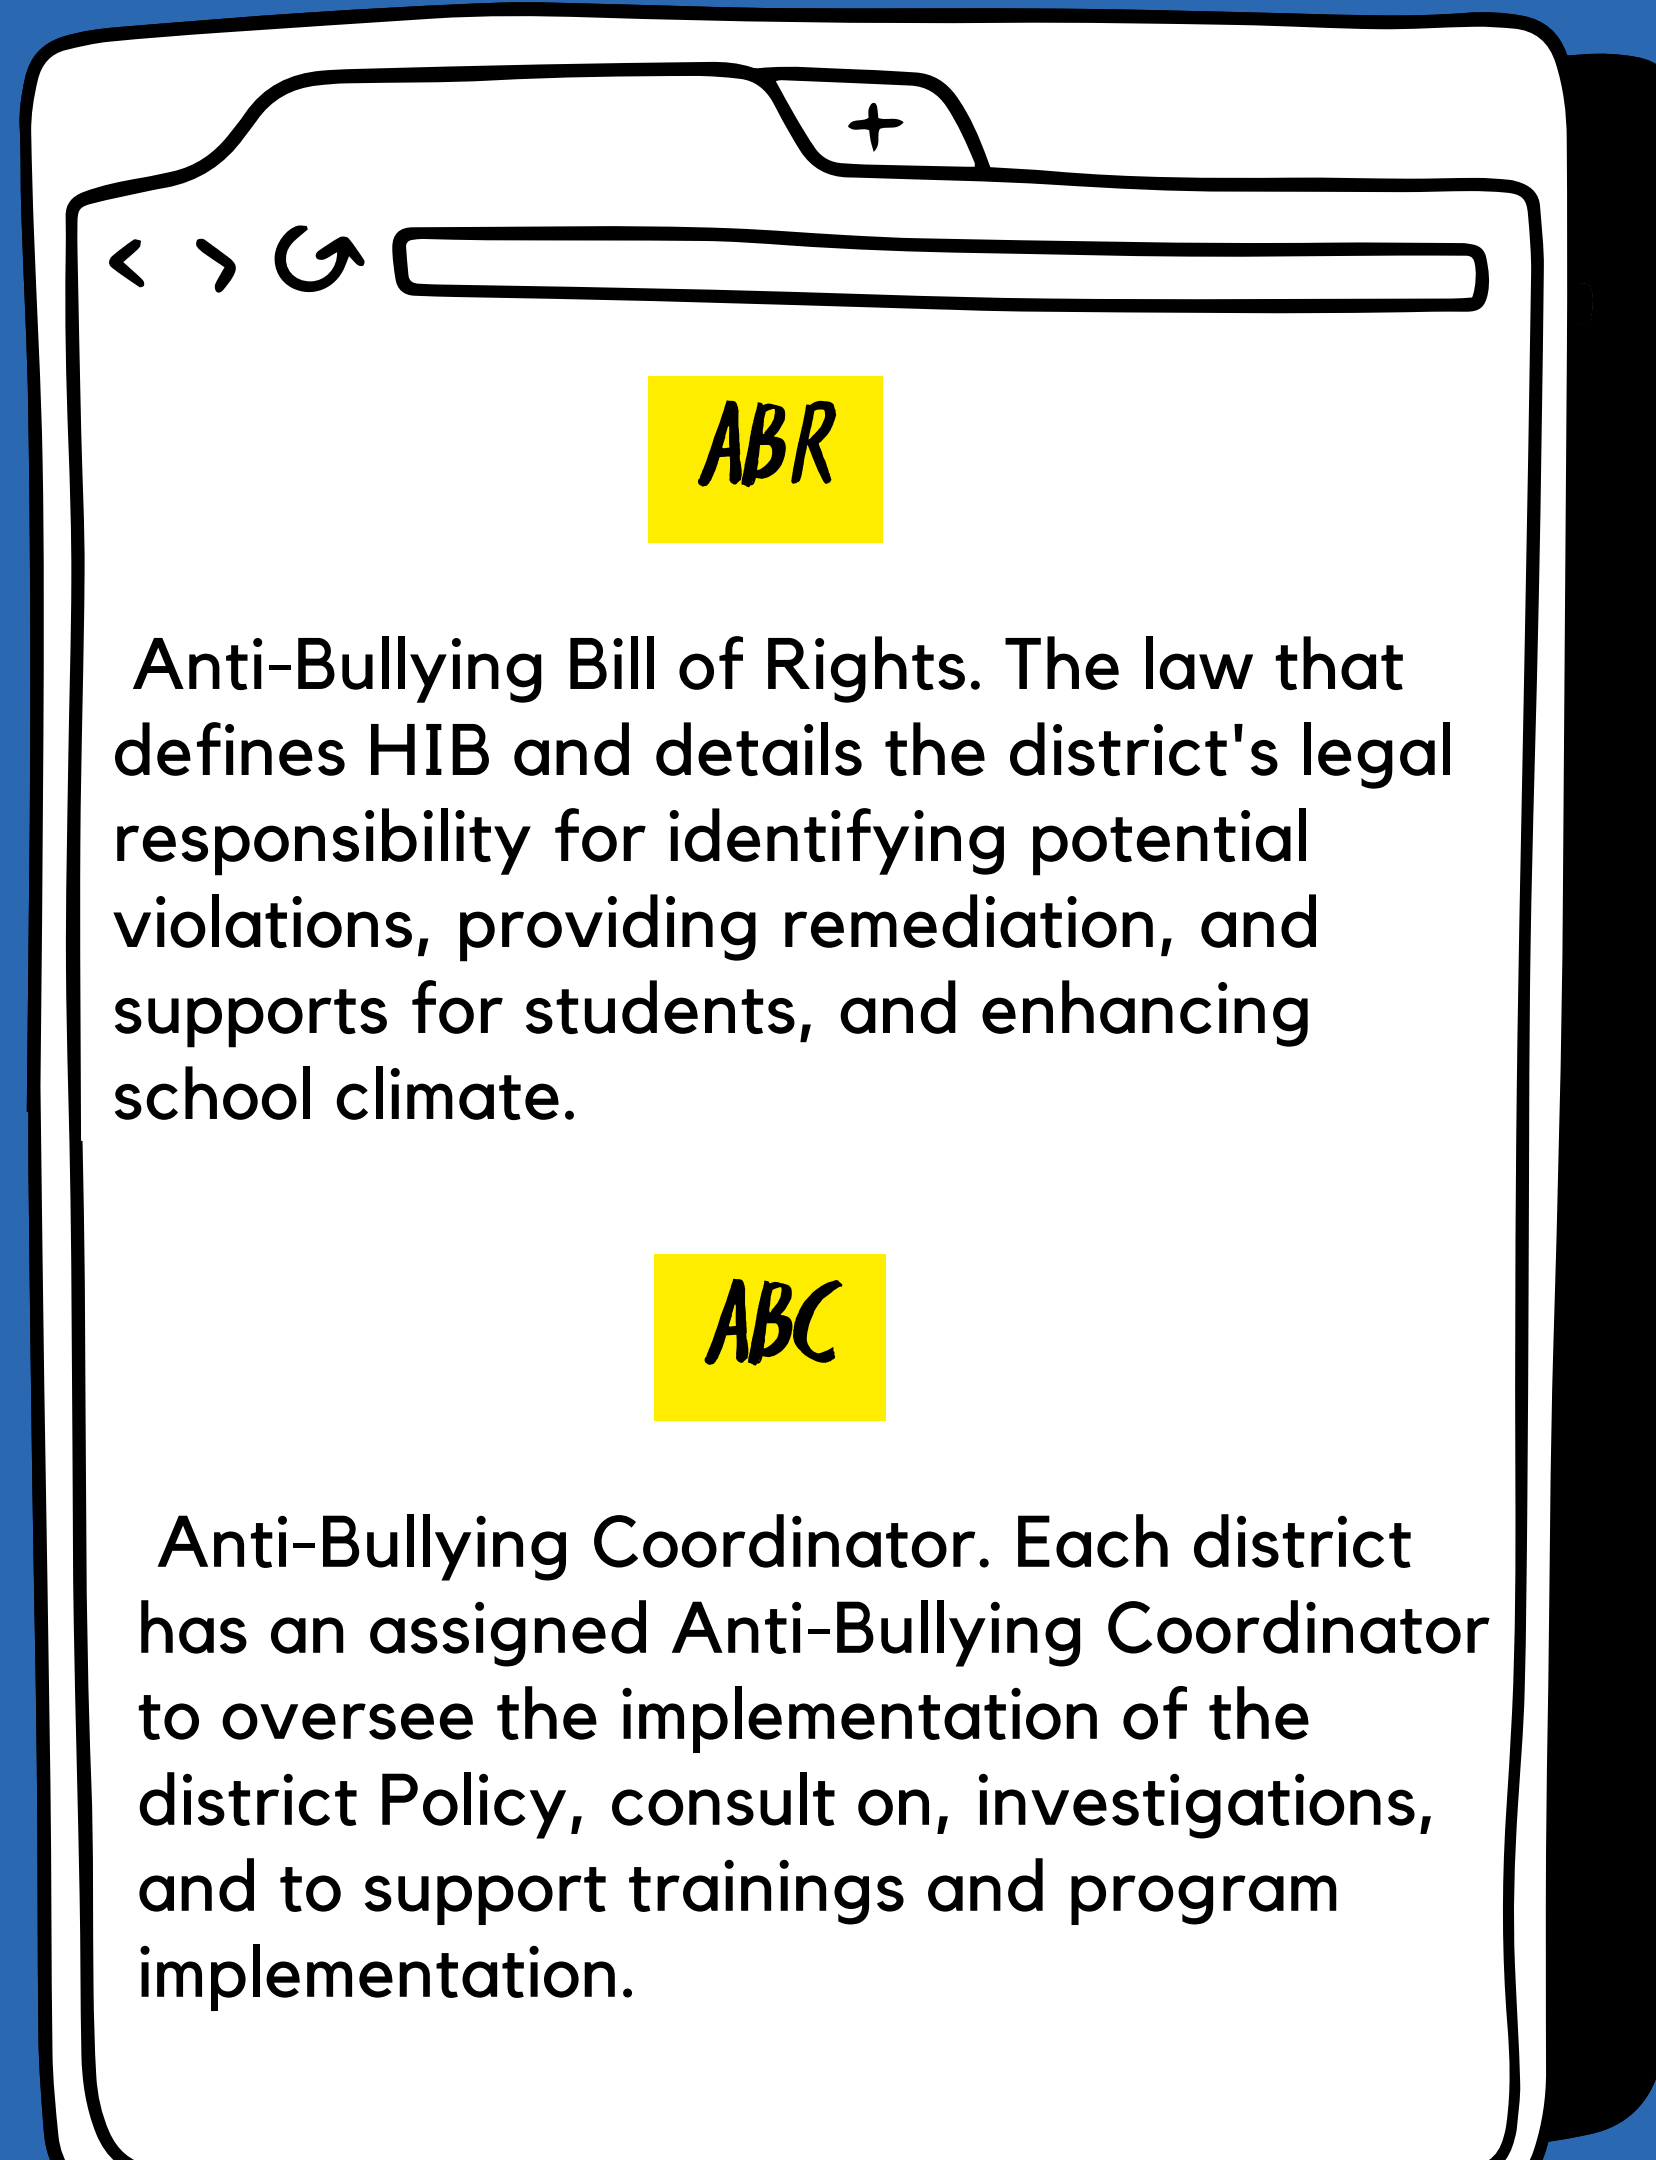 ABR
Anti-Bullying Bill of Rights. The law that
defines HIB and details the district's legal
responsibility for identifying potential
violations, providing remediation, and
supports for students, and enhancing
school climate.
ABC
Anti-Bullying Coordinator. Each district
has an assigned Anti-Bullying Coordinator
to oversee the implementation of the
district Policy, consult on, investigations,
and to support trainings and program
implementation.